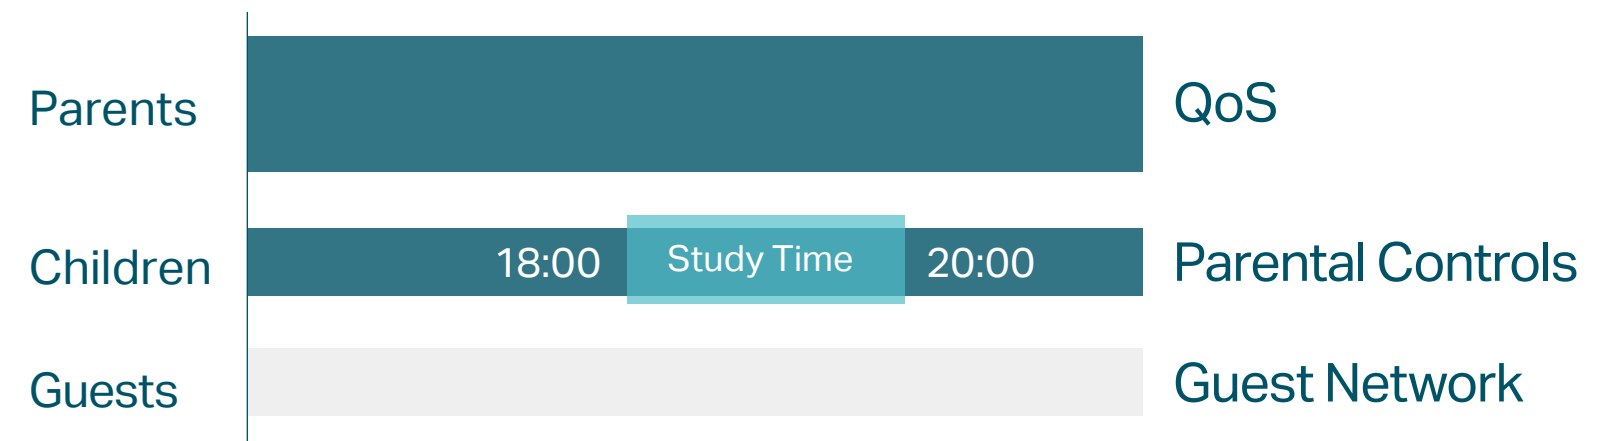 Parents
QoS
Children
18:00
Study Time
20:00
Parental Controls
Guests
Guest Network